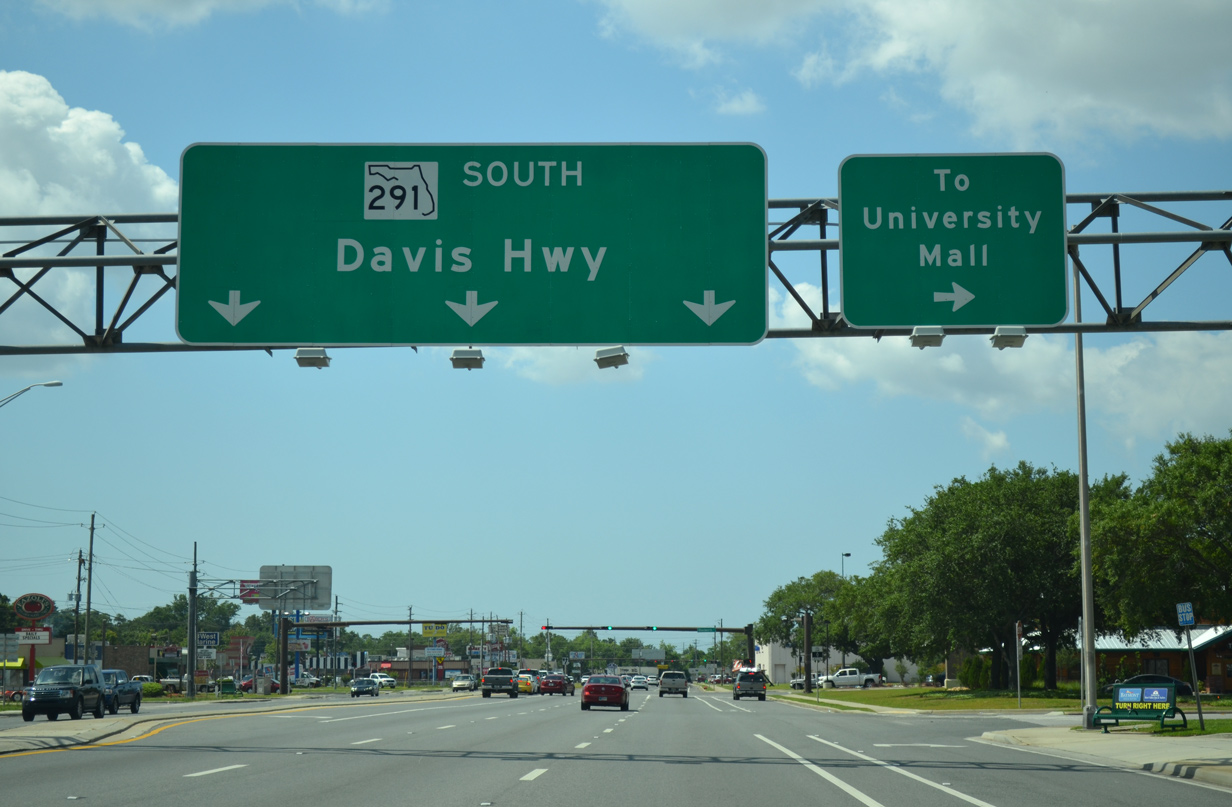 291
SOUTH
Davis Hwy
To
University
Mall
BUS
STOP
TURN RIGHT HERE